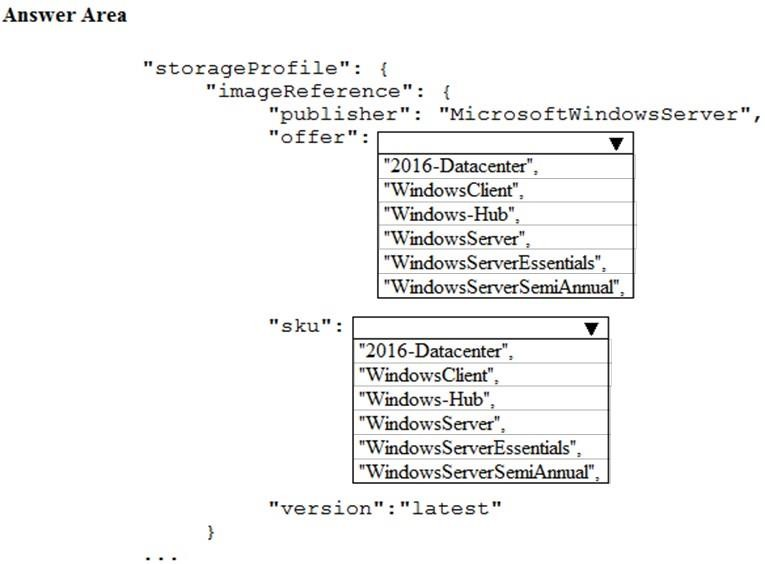 Answer Area
"storageProfile": {
"imageReference": {
"publisher": "MicrosoftWindowsServer",
"offer":
"2016-Datacenter",
"WindowsClient",
"Windows-Hub",
"WindowsServer",
"WindowsServerEssentials",
"WindowsServerSemiAnnual",
"sku":
"2016-Datacenter",
"WindowsClient",
"Windows-Hub",
"WindowsServer",
"WindowsServerEssentials",
"WindowsServerSemiAnnual",
"version":"latest"
}
...